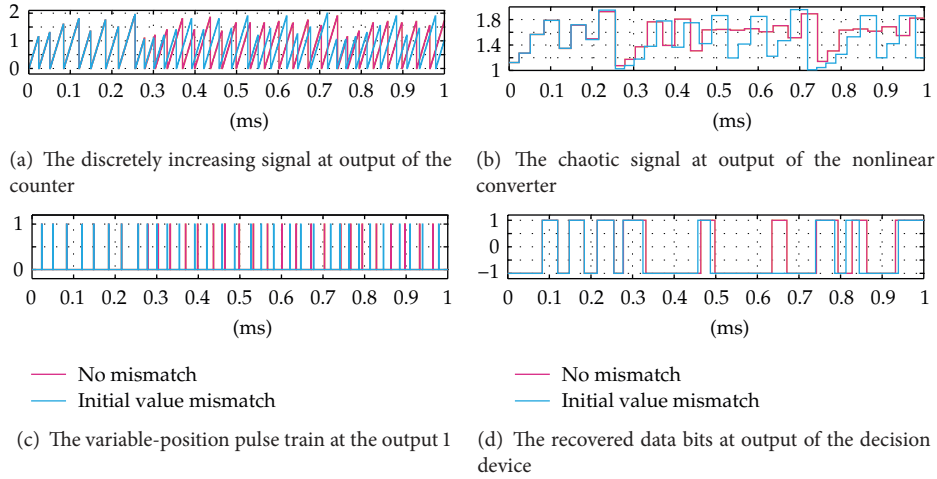 2
1
0
0 0.1 0.2 0.3 0.4 0.5 0.6 0.7 0.8 0.9 1
(ms)
(a) The discretely increasing signal at output of the
counter
1.8
1.4
1
0 0.1 0.2 0.3 0.4 0.5 0.6 0.7 0.8 0.9 1
(ms)
(b) The chaotic signal at output of the nonlinear
converter
1
0
0 0.1 0.2 0.3 0.4 0.5 0.6 0.7 0.8 0.9 1
(ms)
No mismatch
Initial value mismatch
(c) The variable-position pulse train at the output 1
1
0
−1
0 0.1 0.2 0.3 0.4 0.5 0.6 0.7 0.8 0.9 1
(ms)
No mismatch
Initial value mismatch
(d) The recovered data bits at output of the decision
device